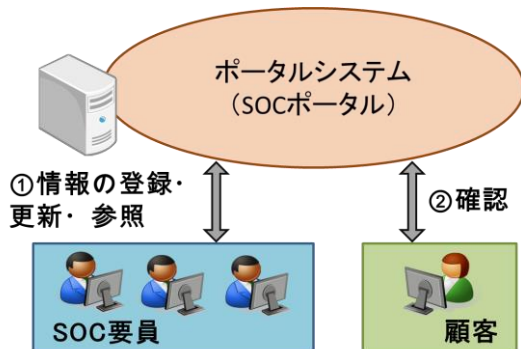 ポータルシステム
（SOCポータル）
①情報の登録・
更新・ 参照
②確認
SOC要員
顧客